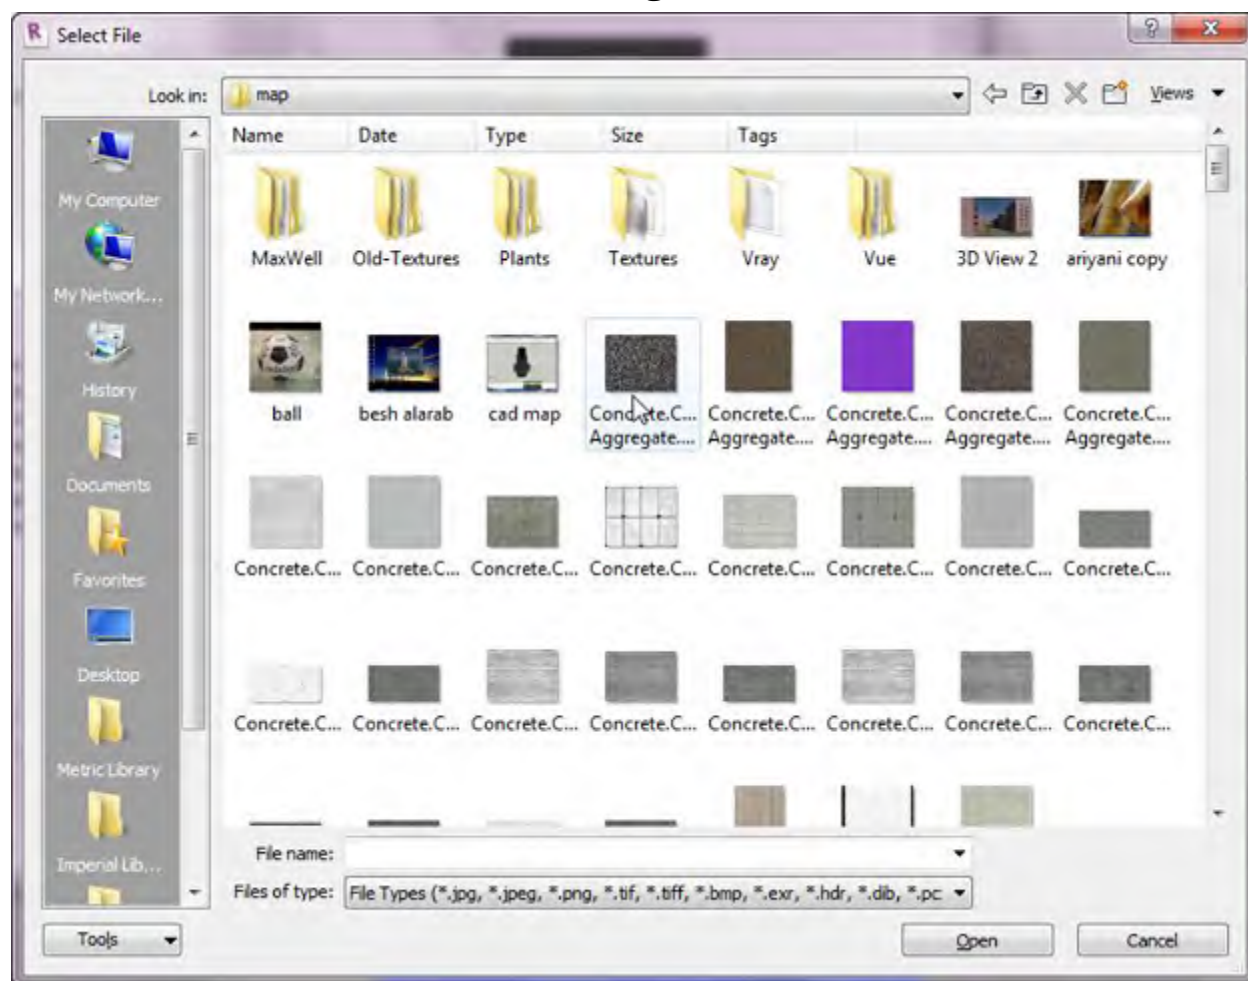 Select File
Look in: map Views
Name Date Type Size Tags
My Computer
My Network...
History
Documents
Favorites
Desktop
Metric Library
Imperial Lib...
MaxWell Old-Textures Plants Textures Vray Vue 3D View 2 ariyani copy
ball besh alarab cad map Concrete.C... Concrete.C... Concrete.C... Concrete.C... Concrete.C...
Aggregate.... Aggregate.... Aggregate.... Aggregate.... Aggregate....
Concrete.C... Concrete.C... Concrete.C... Concrete.C... Concrete.C... Concrete.C... Concrete.C... Concrete.C...
Concrete.C... Concrete.C... Concrete.C... Concrete.C... Concrete.C... Concrete.C... Concrete.C... Concrete.C...
File name:
Files of type: File Types (*.jpg, *.jpeg, *.png, *.tif, *.tiff, *.bmp, *.exr, *.hdr, *.dib, *.pc
Tools Open Cancel